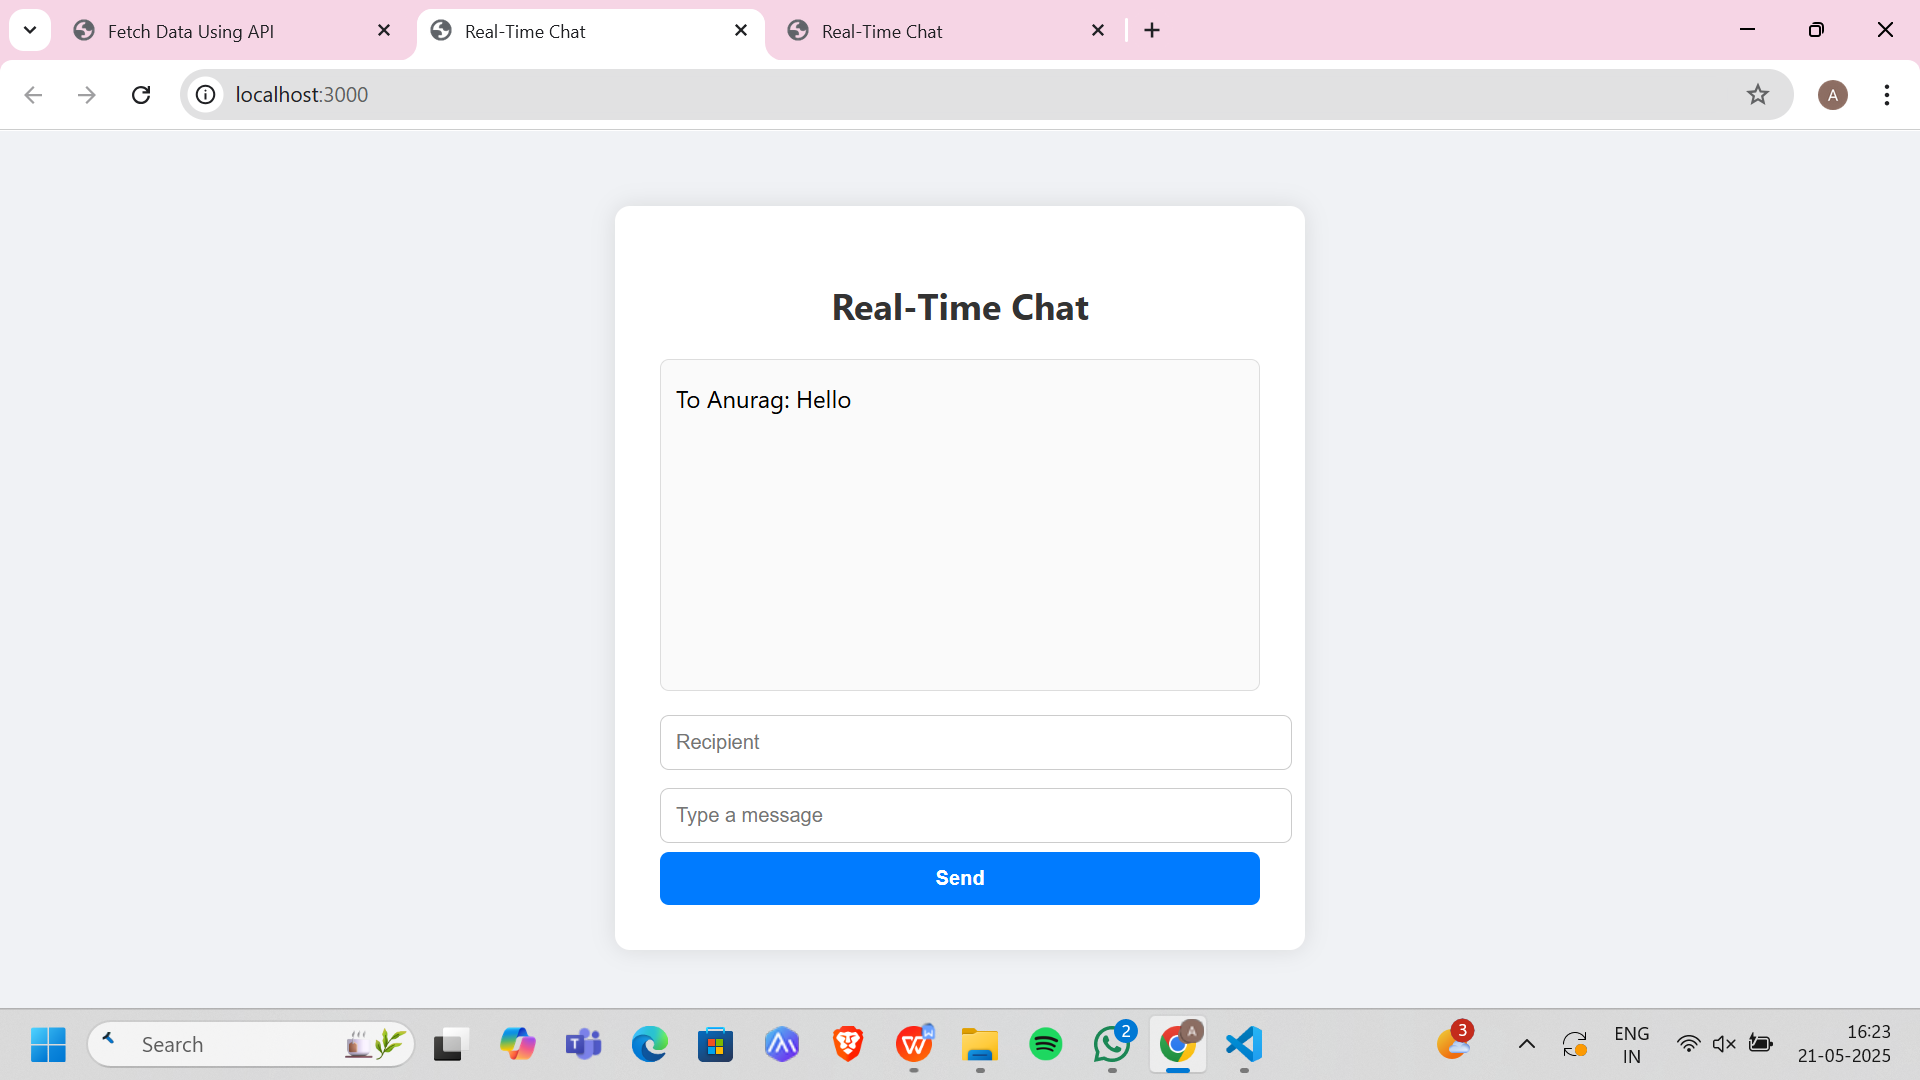 Fetch Data Using API
Real-Time Chat
Real-Time Chat
localhost:3000
A
Real-Time Chat
To Anurag: Hello
Recipient
Type a message
Send
Search
2
A
3
ENG
IN
16:23
21-05-2025